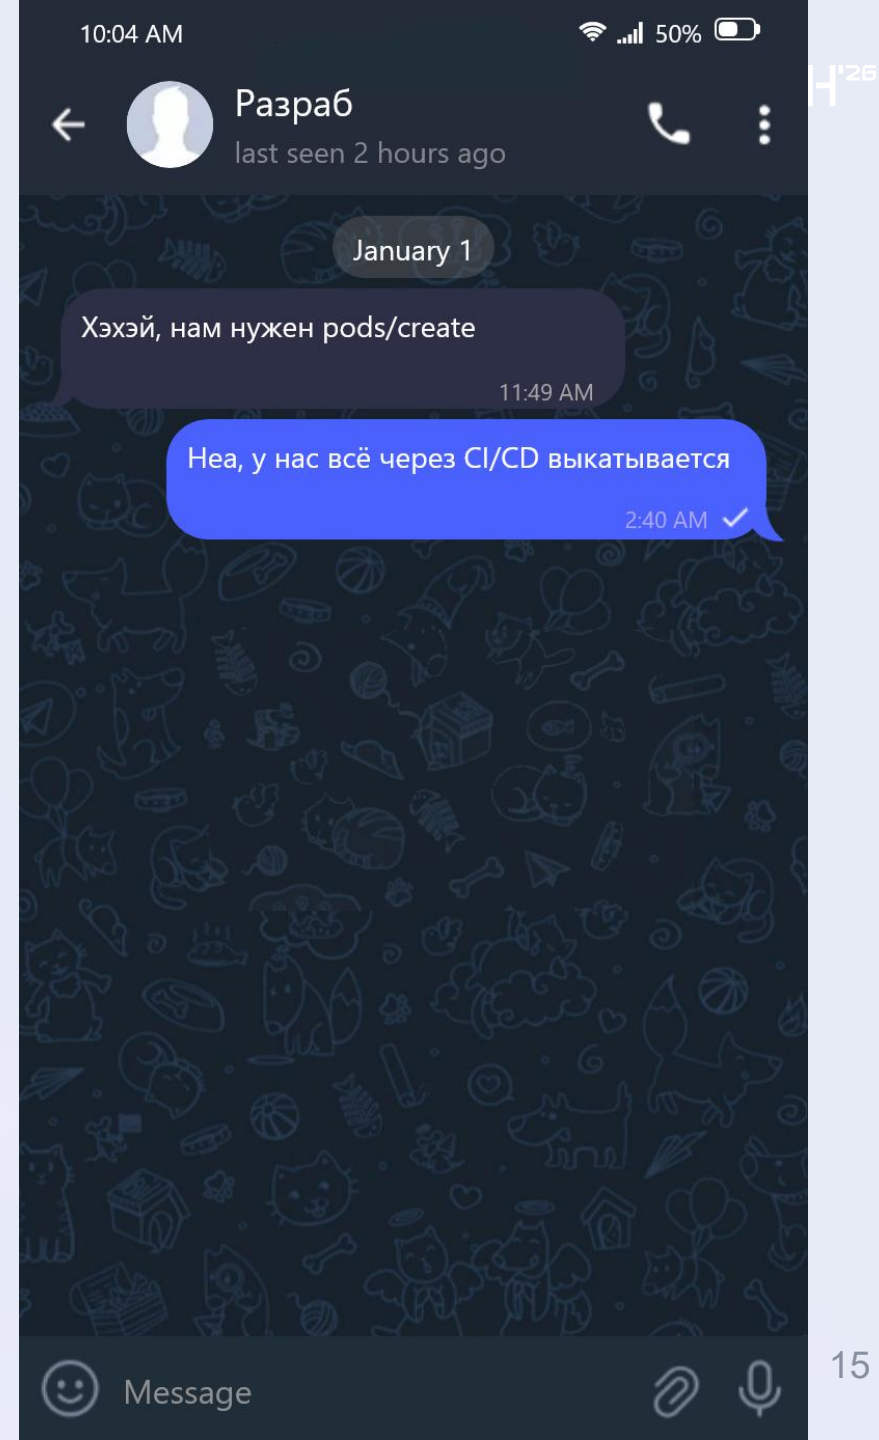 10:04 AM
50%
H'26
Разраб
last seen 2 hours ago
January 1
Хэхэй, нам нужен pods/create
11:49 AM
Неа, у нас всё через CI/CD выкатывается
2:40 AM
Message
15